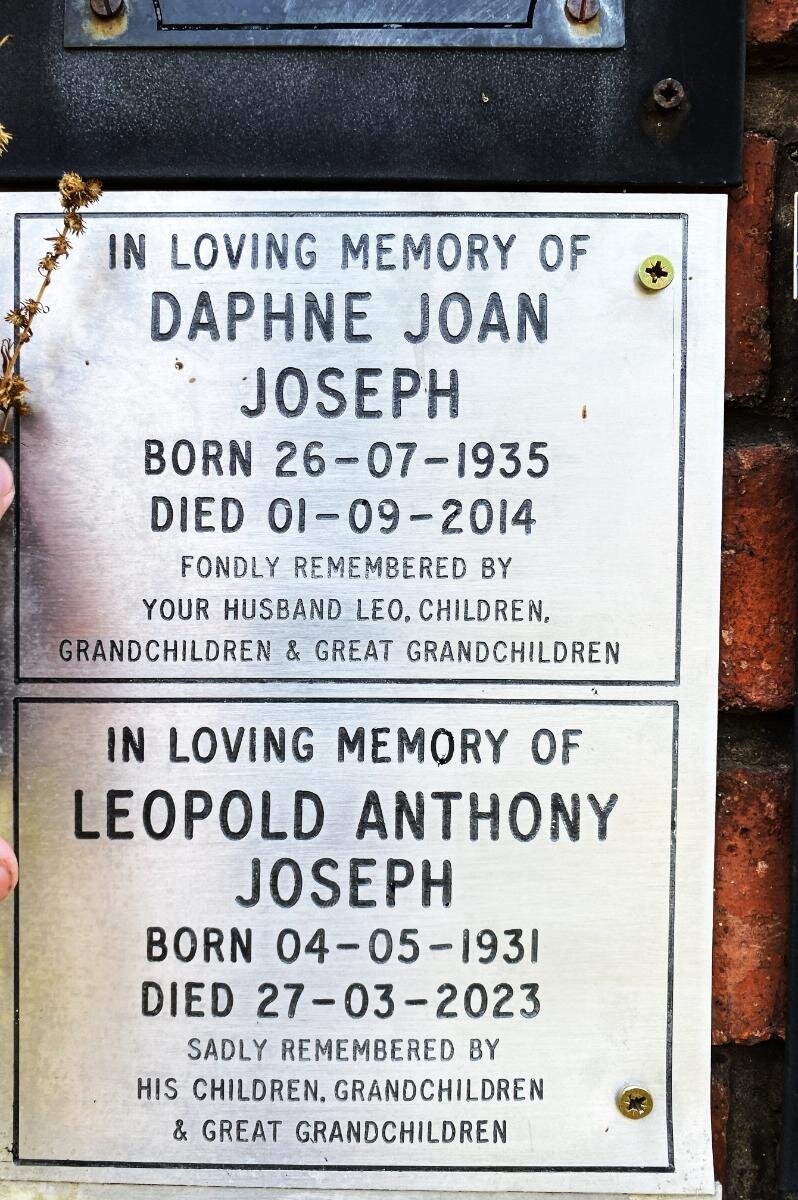 IN LOVING MEMORY OF
DAPHNE JOAN
JOSEPH
BORN 26-07-1935
DIED 01-09-2014
FONDLY REMEMBERED BY
YOUR HUSBAND LEO, CHILDREN,
GRANDCHILDREN & GREAT GRANDCHILDREN
IN LOVING MEMORY OF
LEOPOLD ANTHONY
JOSEPH
BORN 04-05-1931
DIED 27-03-2023
SADLY REMEMBERED BY
HIS CHILDREN, GRANDCHILDREN
& GREAT GRANDCHILDREN